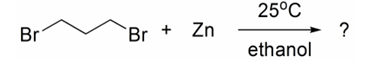 25°C
Br Br + Zn ?
ethanol